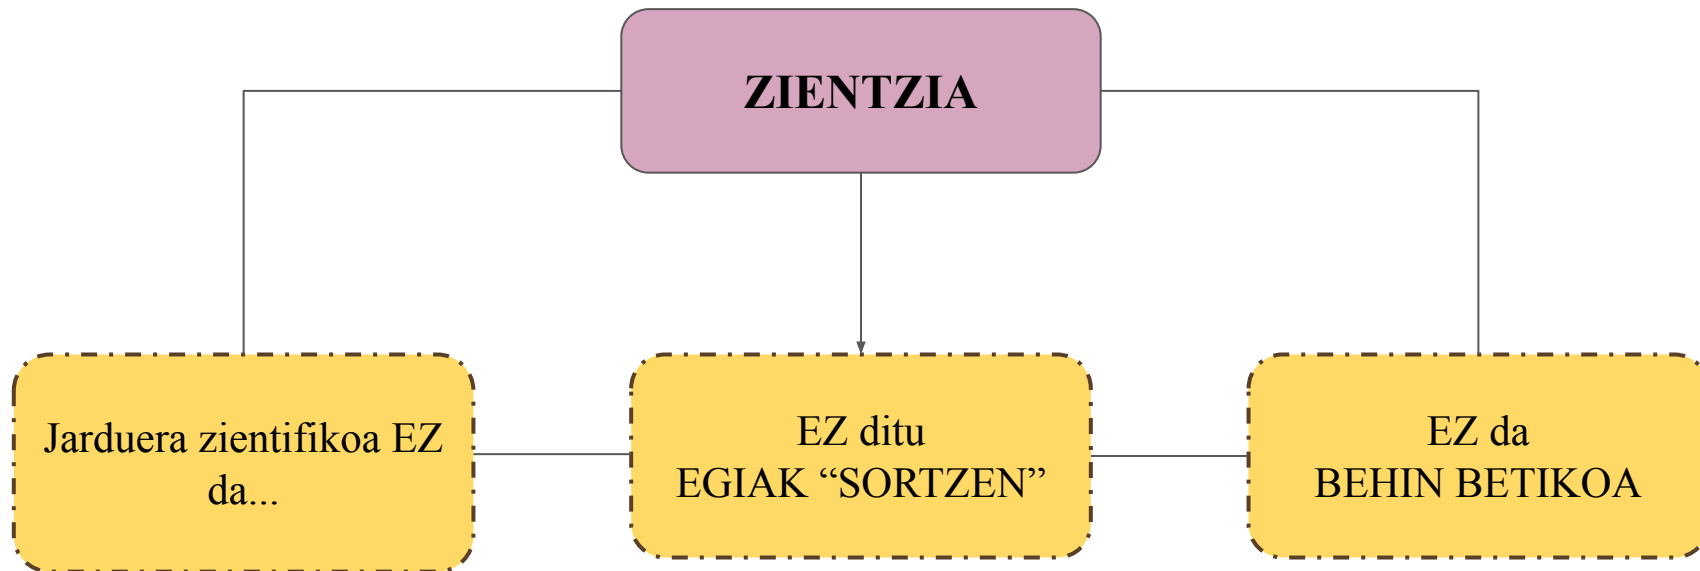 ZIENTZIA
Jarduera zientifikoa EZ
da...
EZ ditu
EGIAK “SORTZEN”
EZ da
BEHIN BETIKOA